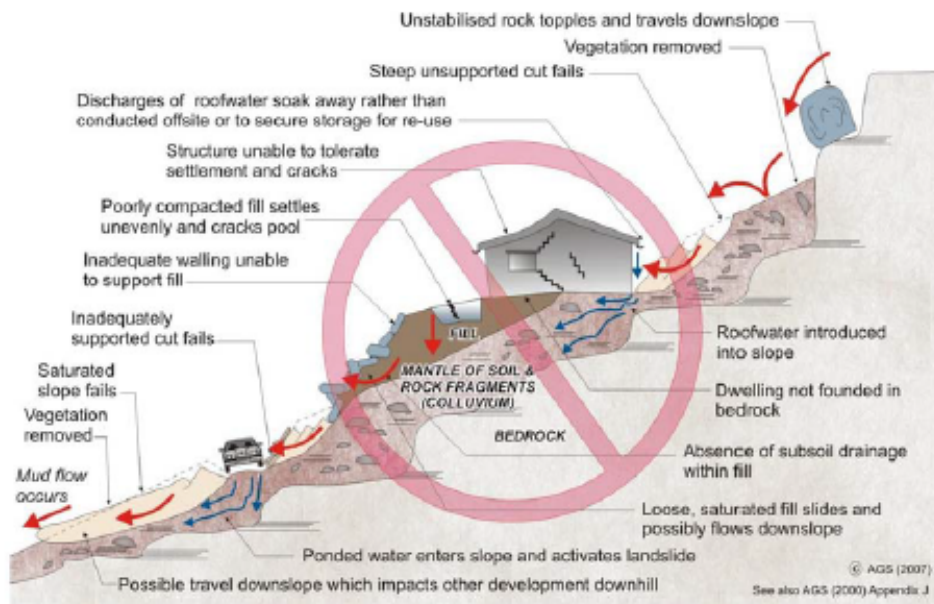 Unstabilised rock topples and travels downslope
Vegetation removed
Steep unsupported cut fails
Discharges of roofwater soak away rather than
conducted offsite or to secure storage for re-use
Structure unable to tolerate
settlement and cracks
Poorly compacted fill settles
unevenly and cracks pool
Inadequate walling unable
to support fill
Inadequately
supported cut fails
Saturated
slope fails
Vegetation
removed
Mud flow
occurs
FILL
MANTLE OF SOIL &
ROCK FRAGMENTS
(COLLUVIUM)
BEDROCK
Roofwater introduced
into slope
Dwelling not founded in
bedrock
Absence of subsoil drainage
within fill
Loose, saturated fill slides and
possibly flows downslope
Ponded water enters slope and activates landslide
Possible travel downslope which impacts other development downhill
© AGS (2007)
See also AGS (2000) Appendix J